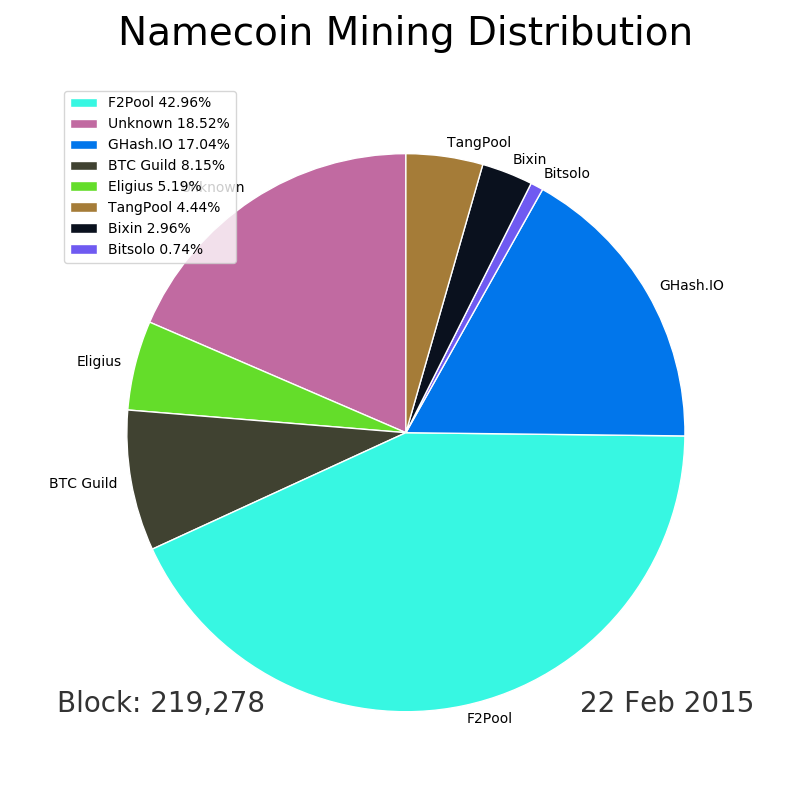 Namecoin Mining Distribution
F2Pool 42.96%
Unknown 18.52%
GHash.IO 17.04%
BTC Guild 8.15%
Eligius 5.19%
TangPool 4.44%
Bixin 2.96%
Bitsolo 0.74%
TangPool
Bixin
Bitsolo
Unknown
GHash.IO
Eligius
BTC Guild
F2Pool
Block: 219,278
22 Feb 2015